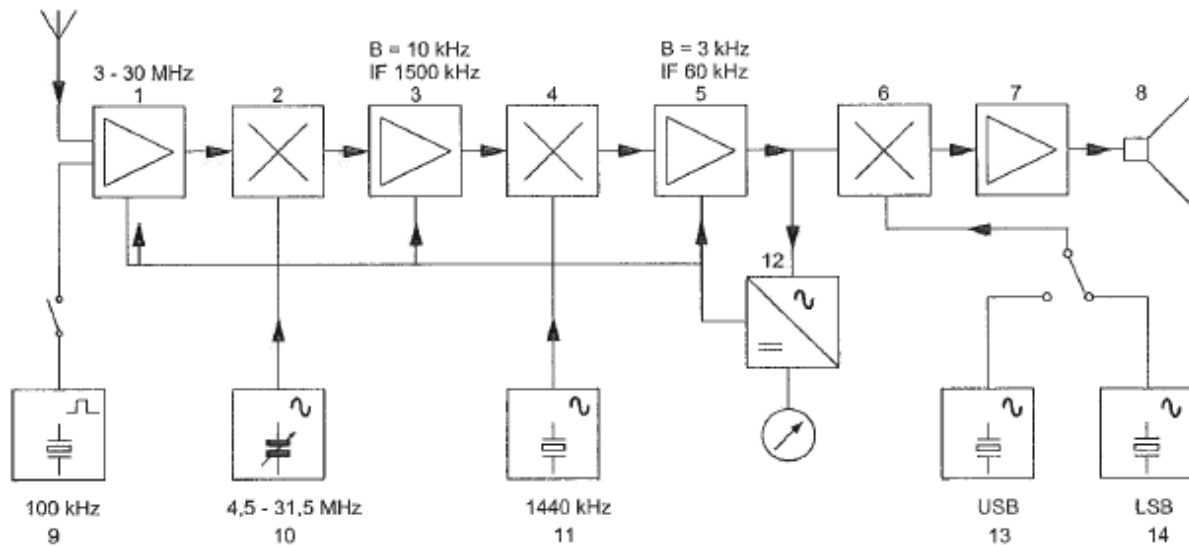 3 - 30 MHz
1
2
B = 10 kHz
IF 1500 kHz
3
4
B = 3 kHz
IF 60 kHz
5
6
7
8
12
100 kHz
9
4,5 - 31,5 MHz
10
1440 kHz
11
USB
13
LSB
14